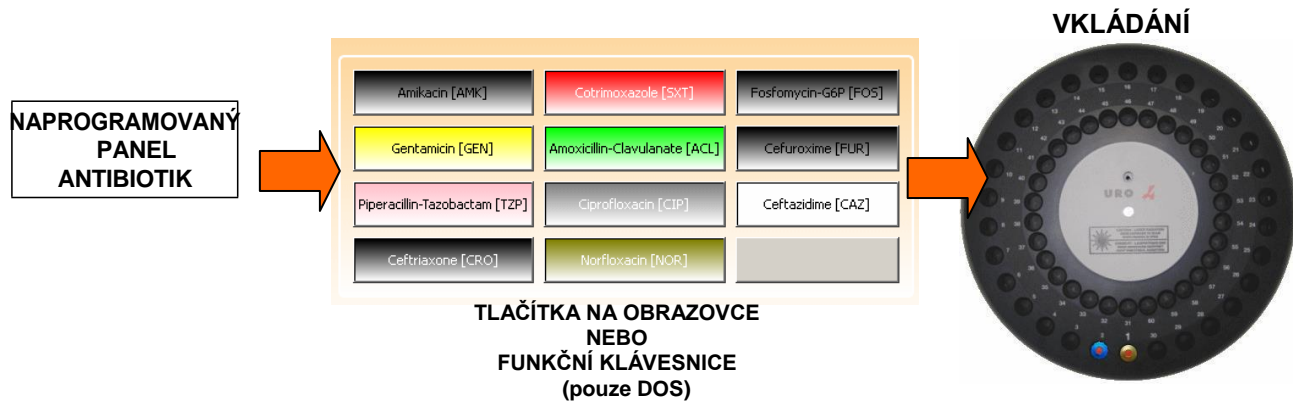 VKLÁDÁNÍ
NAPROGRAMOVANÝ
PANEL
ANTIBIOTIK
Amikacin [AMK]
Cotrimoxazole [SXT]
Fosfomycin-G6P [FOS]
Gentamicin [GEN]
Amoxicillin-Clavulanate [ACL]
Cefuroxime [FUR]
Piperacillin-Tazobactam [TZP]
Ciprofloxacin [CIP]
Ceftazidime [CAZ]
Ceftriaxone [CRO]
Norfloxacin [NOR]
TLAČÍTKA NA OBRAZOVCE
NEBO
FUNKČNÍ KLÁVESNICE
(pouze DOS)
URO